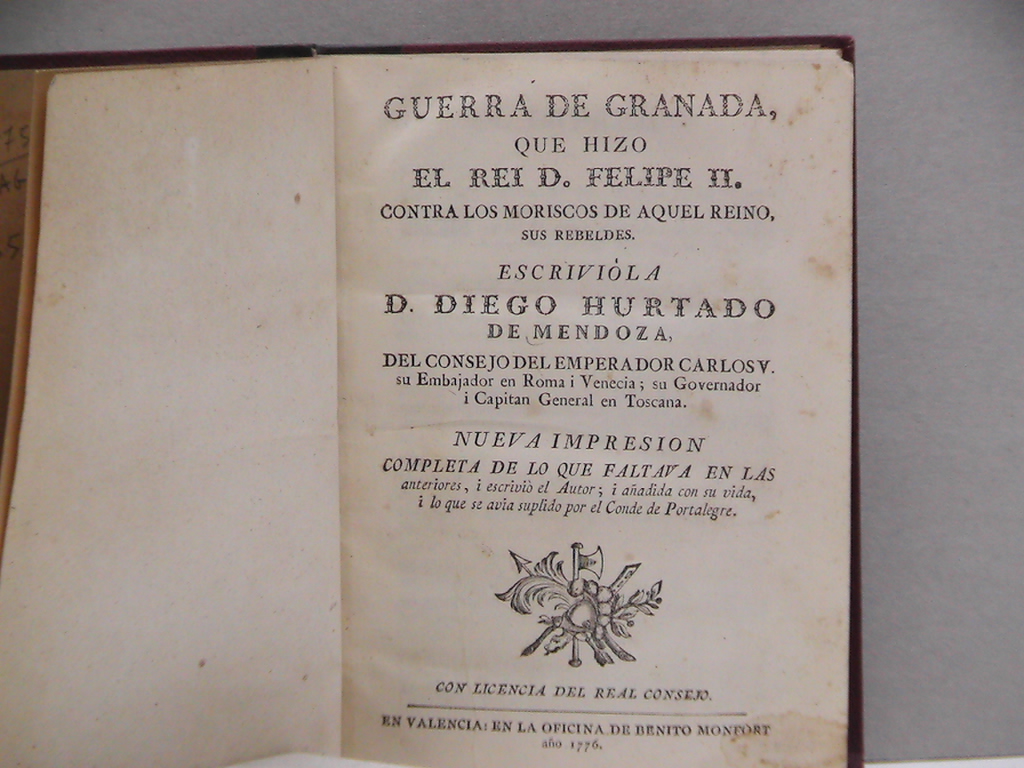 75
AG
.5
GUERRA DE GRANADA,
QUE HIZO
EL REI D. FELIPE II.
CONTRA LOS MORISCOS DE AQUEL REINO,
SUS REBELDES.
ESCRIVIÒLA
D. DIEGO HURTADO
DE MENDOZA,
DEL CONSEJO DEL EMPERADOR CARLOS V.
su Embajador en Roma i Venecia; su Governador
i Capitan General en Toscana.
NUEVA IMPRESION
COMPLETA DE LO QUE FALTAVA EN LAS
anteriores, i escriviò el Autor; i añadida con su vida,
i lo que se avia suplido por el Conde de Portalegre.
CON LICENCIA DEL REAL CONSEJO.
EN VALENCIA: EN LA OFICINA DE BENITO MONFORT
año 1776.